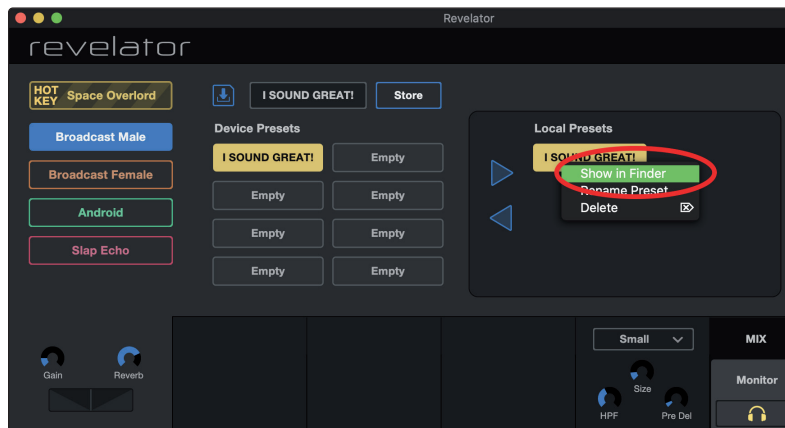 Revelator
revelator
HOT KEY Space Overlord
I SOUND GREAT!
Store
Broadcast Male
Broadcast Female
Android
Slap Echo
Device Presets
I SOUND GREAT!
Empty
Empty
Empty
Empty
Empty
Empty
Empty
Local Presets
I SOUND GREAT!
Show in Finder
Rename Preset
Delete
Gain
Reverb
Small
Size
HPF
Pre Del
MIX
Monitor